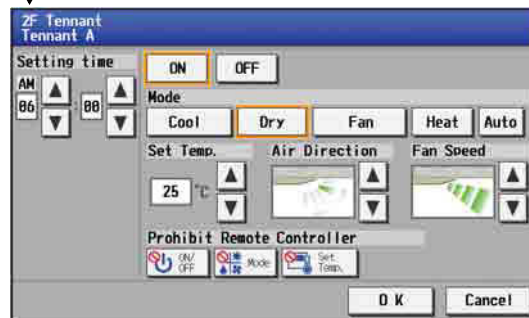 2F Tennant
Tennant A
Setting time
ON OFF
AM
06 : 00
Mode
Cool Dry Fan Heat Auto
Set Temp. Air Direction Fan Speed
25 °C
Prohibit Remote Controller
ON/
OFF
Mode
Set
Temp.
OK Cancel